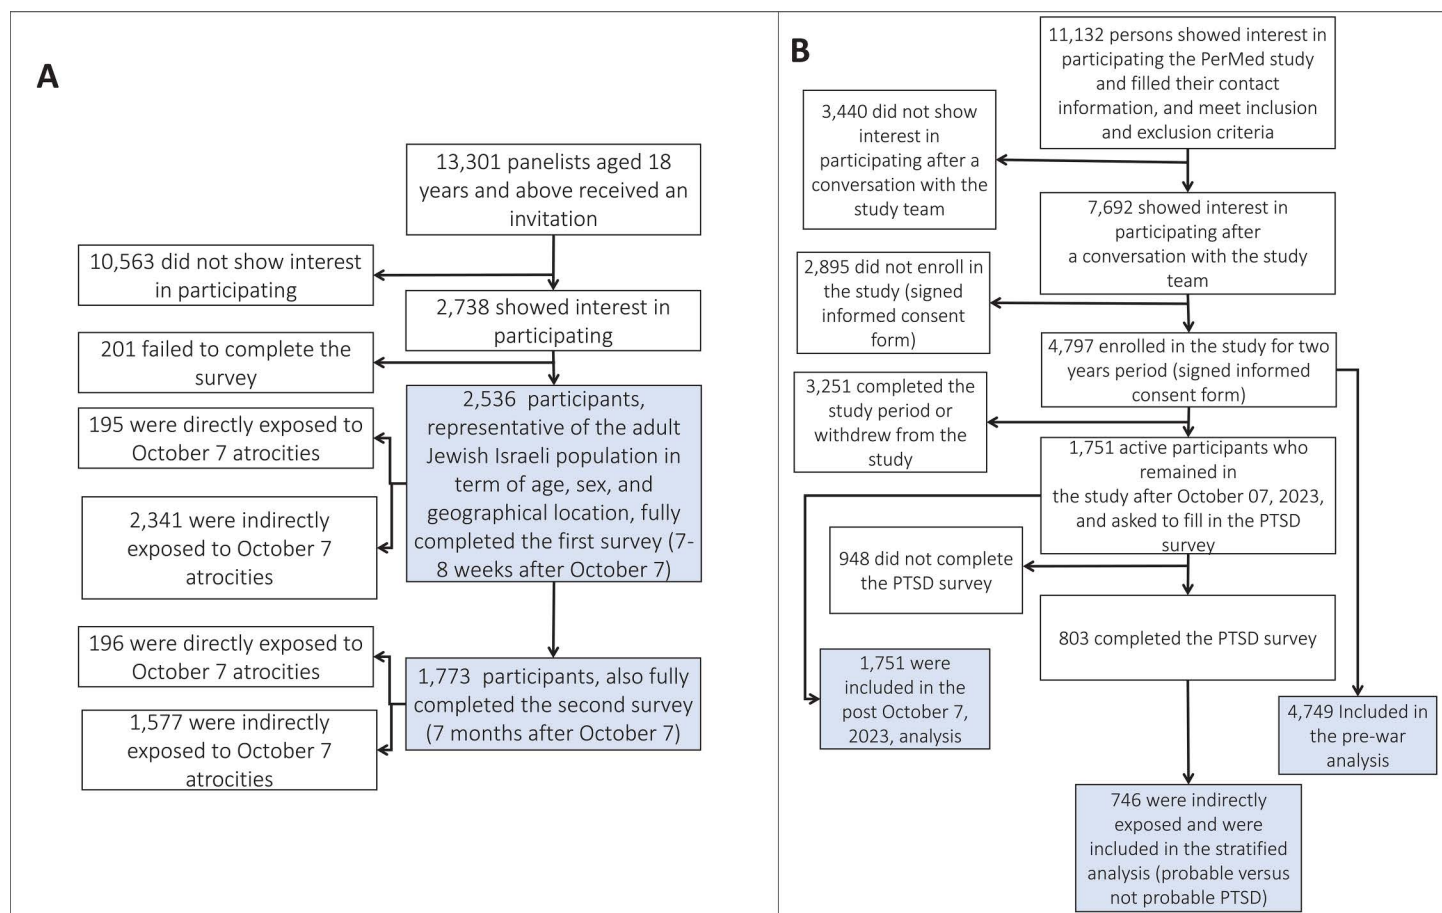 A
13,301 panelists aged 18
years and above received an
invitation
10,563 did not show interest
in participating
2,738 showed interest in
participating
201 failed to complete the
survey
2,536 participants,
representative of the adult
Jewish Israeli population in
term of age, sex, and
geographical location, fully
completed the first survey (7-
8 weeks after October 7)
195 were directly exposed to
October 7 atrocities
2,341 were indirectly
exposed to October 7
atrocities
196 were directly exposed to
October 7 atrocities
1,773 participants, also fully
completed the second survey
(7 months after October 7)
1,577 were indirectly
exposed to October 7
atrocities
B
11,132 persons showed interest in
participating the PerMed study
and filled their contact
information, and meet inclusion
and exclusion criteria
3,440 did not show
interest in
participating after a
conversation with the
study team
7,692 showed interest in
participating after
a conversation with the study
team
2,895 did not enroll in
the study (signed
informed consent
form)
4,797 enrolled in the study for two
years period (signed informed
consent form)
3,251 completed the
study period or
withdrew from the
study
1,751 active participants who
remained in
the study after October 07, 2023,
and asked to fill in the PTSD
survey
948 did not complete
the PTSD survey
803 completed the PTSD survey
1,751 were
included in the
post October 7,
2023, analysis
4,749 Included in
the pre-war
analysis
746 were indirectly
exposed and were
included in the stratified
analysis (probable versus
not probable PTSD)